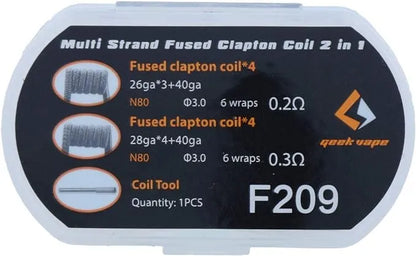 Multi Strand Fused Clapton Coil 2 in 1
Fused clapton coil*4
26ga*3+40ga
N80 Φ3.0 6 wraps 0.2Ω
Fused clapton coil*4
28ga*4+40ga
N80 Φ3.0 6 wraps 0.3Ω
geek vape
Coil Tool
Quantity: 1PCS
F209